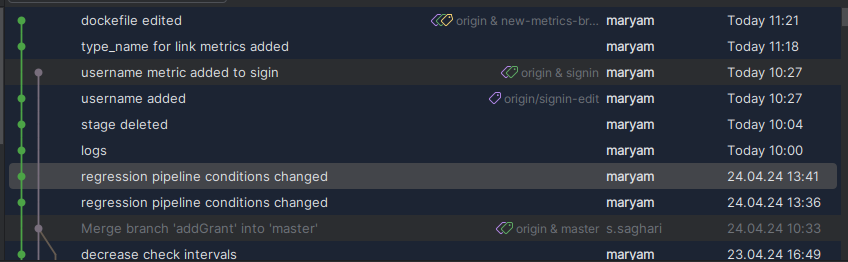 dockefile edited origin & new-metrics-br... maryam Today 11:21
type_name for link metrics added maryam Today 11:18
username metric added to sigin origin & signin maryam Today 10:27
username added origin/signin-edit maryam Today 10:27
stage deleted maryam Today 10:04
logs maryam Today 10:00
regression pipeline conditions changed maryam 24.04.24 13:41
regression pipeline conditions changed maryam 24.04.24 13:36
Merge branch 'addGrant' into 'master' origin & master s.saghari 24.04.24 10:33
decrease check intervals maryam 23.04.24 16:49